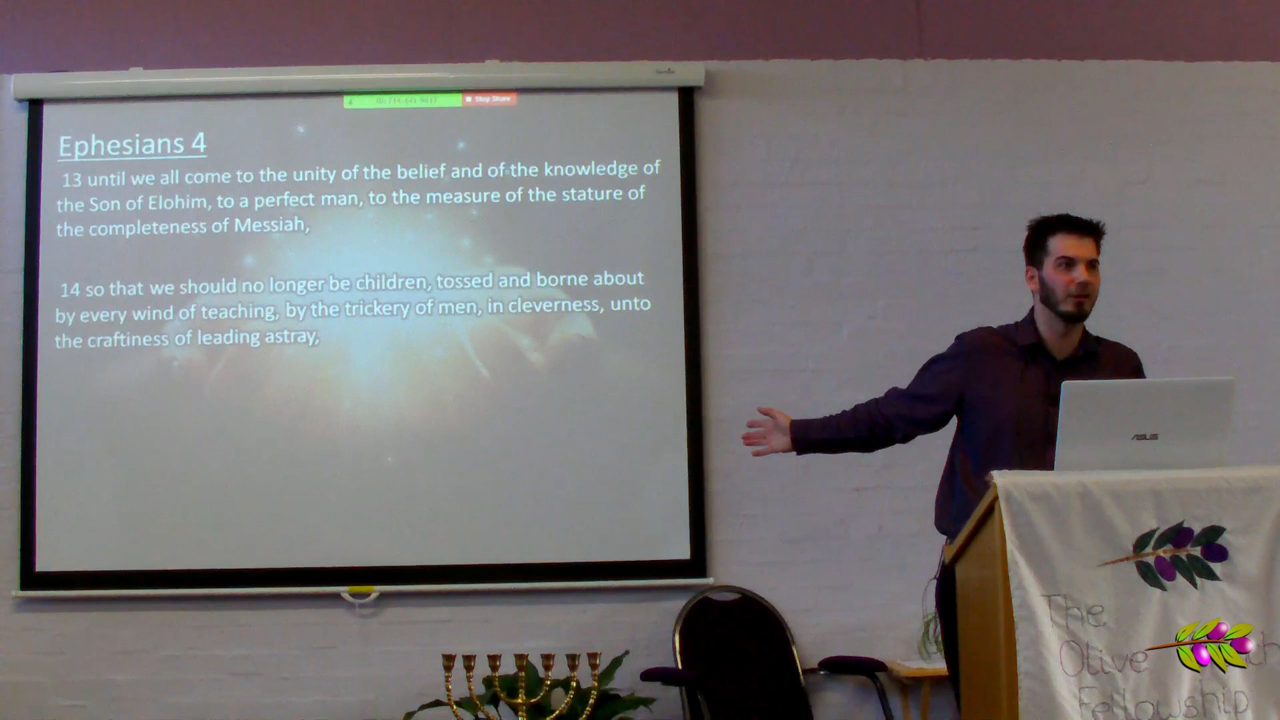 Stop Share
Ephesians 4
13 until we all come to the unity of the belief and of the knowledge of
the Son of Elohim, to a perfect man, to the measure of the stature of
the completeness of Messiah,
14 so that we should no longer be children, tossed and borne about
by every wind of teaching, by the trickery of men, in cleverness, unto
the craftiness of leading astray,
ASUS
The
Olive
Fellowship